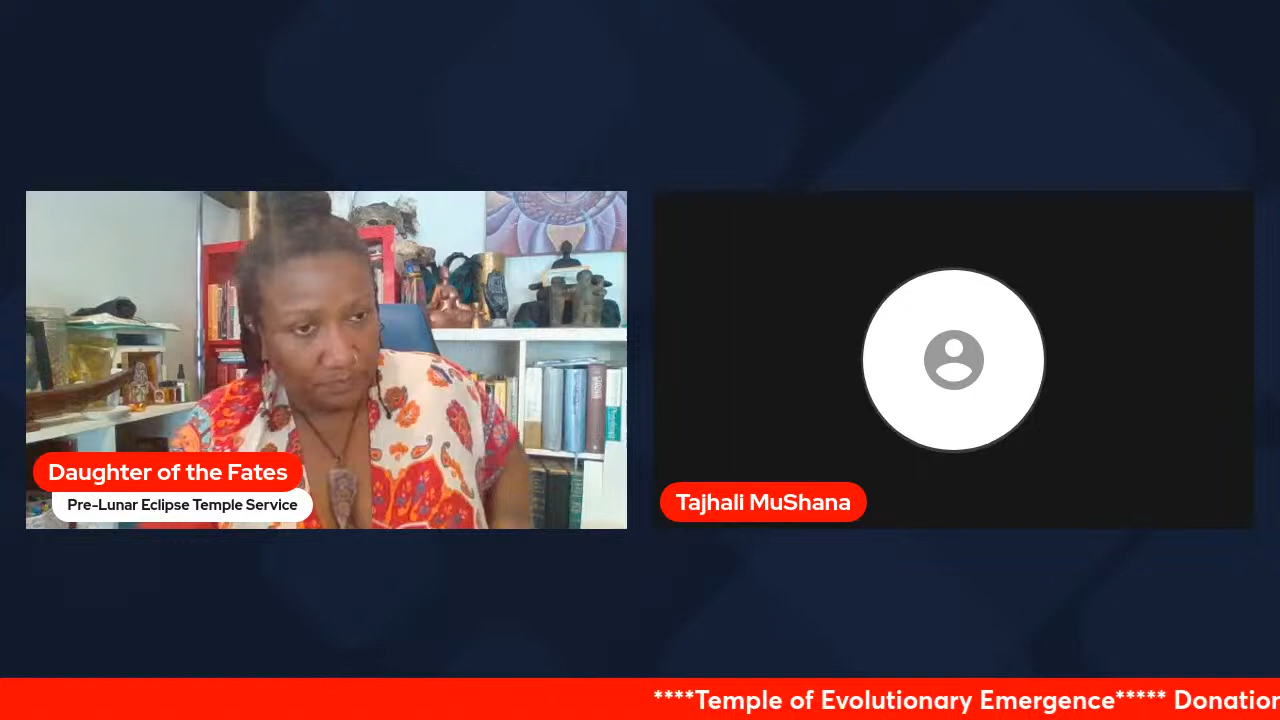 Daughter of the Fates
Pre-Lunar Eclipse Temple Service
Tajhali MuShana
****Temple of Evolutionary Emergence***** Donation